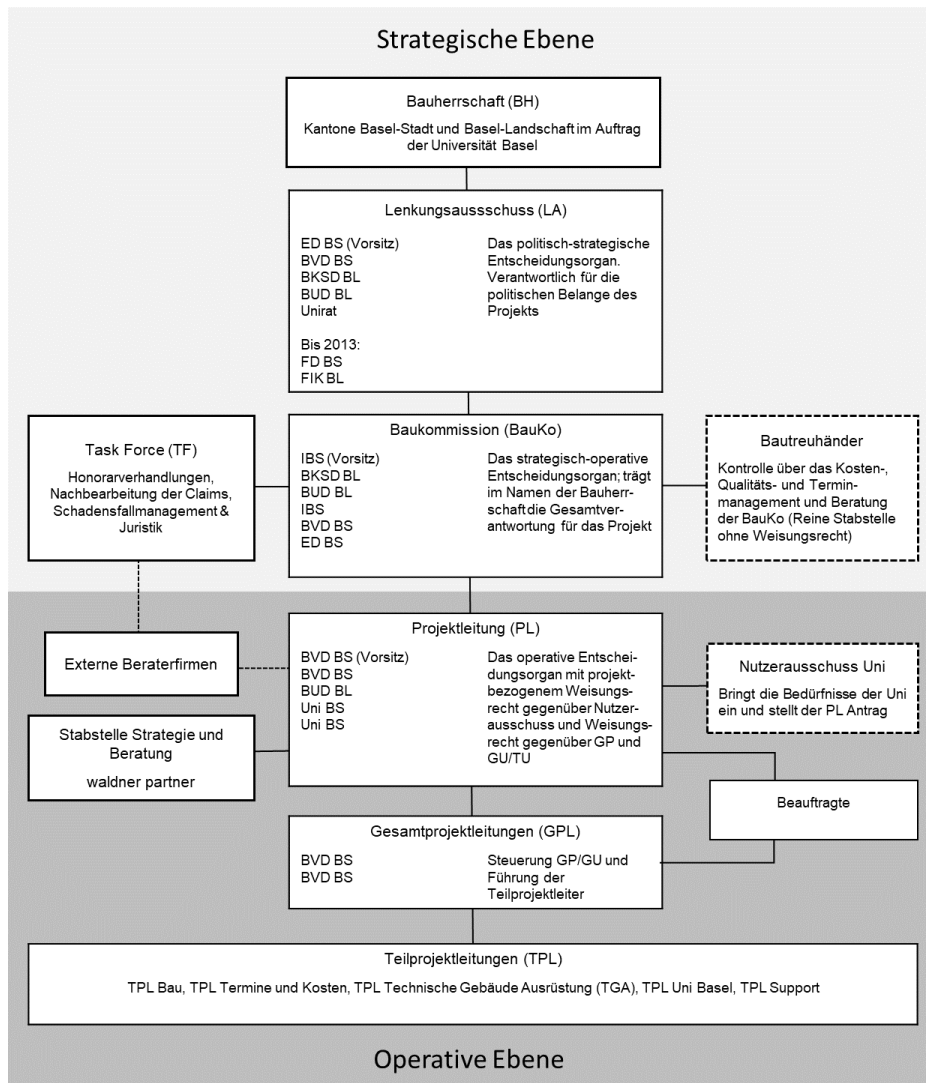 Strategische Ebene
Bauherrschaft (BH)
Kantone Basel-Stadt und Basel-Landschaft im Auftrag
der Universität Basel
Lenkungsaussschuss (LA)
ED BS (Vorsitz)
BVD BS
BKSD BL
BUD BL
Unirat
Bis 2013:
FD BS
FIK BL
Das politisch-strategische
Entscheidungsorgan.
Verantwortlich für die
politischen Belange des
Projekts
Task Force (TF)
Honorarverhandlungen,
Nachbearbeitung der Claims,
Schadensfallmanagement &
Juristik
Baukommission (BauKo)
IBS (Vorsitz)
BKSD BL
BUD BL
IBS
BVD BS
ED BS
Das strategisch-operative
Entscheidungsorgan; trägt
im Namen der Bauherr-
schaft die Gesamtver-
antwortung für das Projekt
Bautreuhänder
Kontrolle über das Kosten-,
Qualitäts- und Termin-
management und Beratung
der BauKo (Reine Stabstelle
ohne Weisungsrecht)
Externe Beraterfirmen
Stabstelle Strategie und
Beratung
waldner partner
Projektleitung (PL)
BVD BS (Vorsitz)
BVD BS
BUD BL
Uni BS
Uni BS
Das operative Entschei-
dungsorgan mit projekt-
bezogenem Weisungs-
recht gegenüber Nutzer-
ausschuss und Weisungs-
recht gegenüber GP und
GU/TU
Nutzerausschuss Uni
Bringt die Bedürfnisse der Uni
ein und stellt der PL Antrag
Beauftragte
Gesamtprojektleitungen (GPL)
BVD BS
BVD BS
Steuerung GP/GU und
Führung der
Teilprojektleiter
Teilprojektleitungen (TPL)
TPL Bau, TPL Termine und Kosten, TPL Technische Gebäude Ausrüstung (TGA), TPL Uni Basel, TPL Support
Operative Ebene